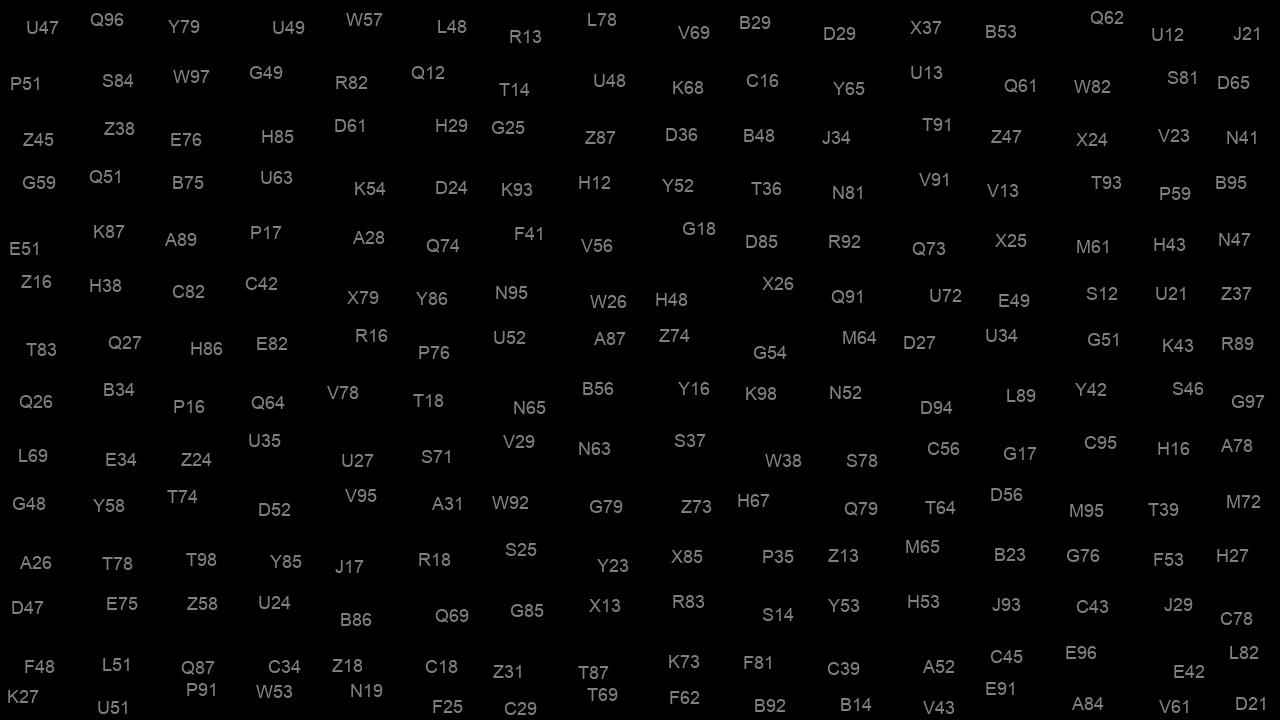 U47 Q96 Y79 U49 W57 L48 R13 L78 V69 B29 D29 X37 B53 Q62 U12 J21
P51 S84 W97 G49 R82 Q12 T14 U48 K68 C16 Y65 U13 Q61 W82 S81 D65
Z45 Z38 E76 H85 D61 H29 G25 Z87 D36 B48 J34 T91 Z47 X24 V23 N41
G59 Q51 B75 U63 K54 D24 K93 H12 Y52 T36 N81 V91 V13 T93 P59 B95
E51 K87 A89 P17 A28 Q74 F41 V56 G18 D85 R92 Q73 X25 M61 H43 N47
Z16 H38 C82 C42 X79 Y86 N95 W26 H48 X26 Q91 U72 E49 S12 U21 Z37
T83 Q27 H86 E82 R16 P76 U52 A87 Z74 G54 M64 D27 U34 G51 K43 R89
Q26 B34 P16 Q64 V78 T18 N65 B56 Y16 K98 N52 D94 L89 Y42 S46 G97
L69 E34 Z24 U35 U27 S71 V29 N63 S37 W38 S78 C56 G17 C95 H16 A78
G48 Y58 T74 D52 V95 A31 W92 G79 Z73 H67 Q79 T64 D56 M95 T39 M72
A26 T78 T98 Y85 J17 R18 S25 Y23 X85 P35 Z13 M65 B23 G76 F53 H27
D47 E75 Z58 U24 B86 Q69 G85 X13 R83 S14 Y53 H53 J93 C43 J29 C78
F48 L51 Q87 C34 Z18 C18 Z31 T87 K73 F81 C39 A52 C45 E96 E42 L82
K27 U51 P91 W53 N19 F25 C29 T69 F62 B92 B14 V43 E91 A84 V61 D21